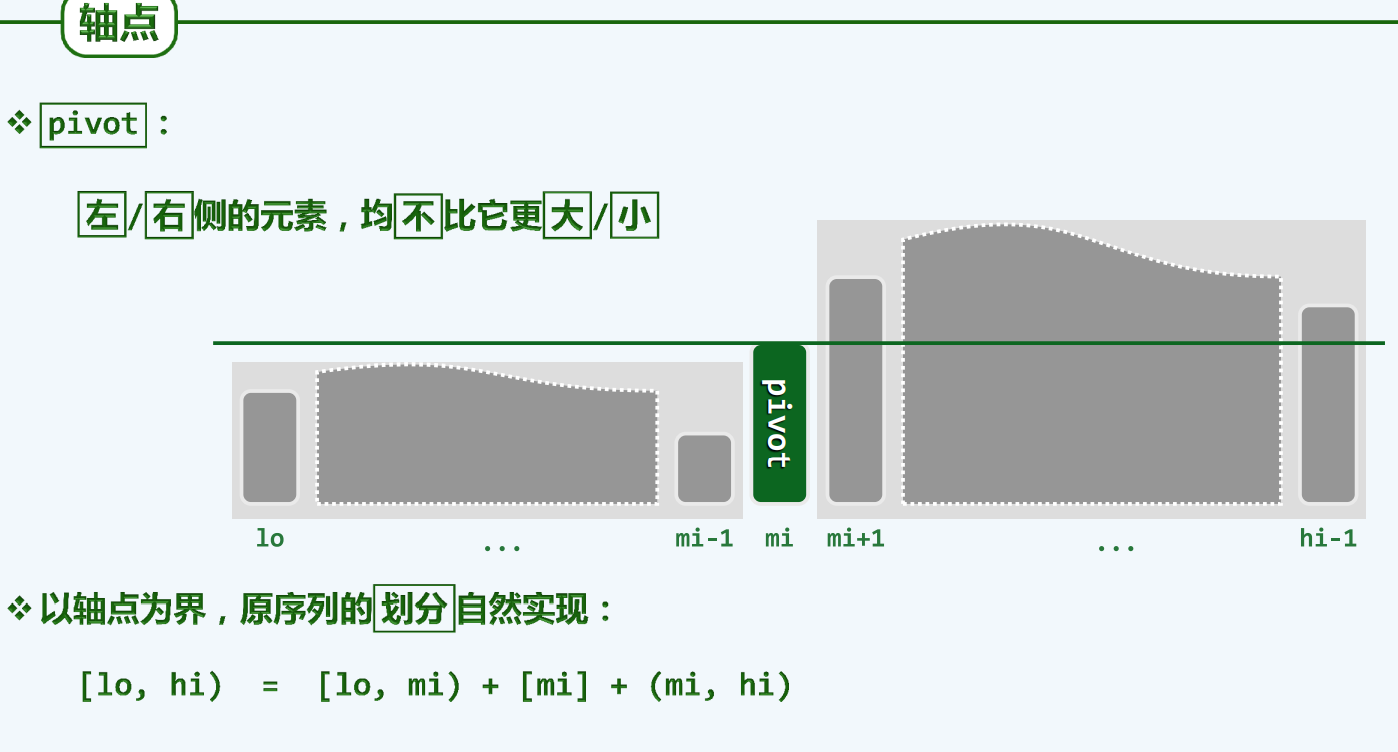 轴点
❖ pivot：
左/右侧的元素，均不比它更大/小
pivot
lo ... mi-1 mi mi+1 ... hi-1
❖ 以轴点为界，原序列的划分自然实现：
[lo, hi) = [lo, mi) + [mi] + (mi, hi)